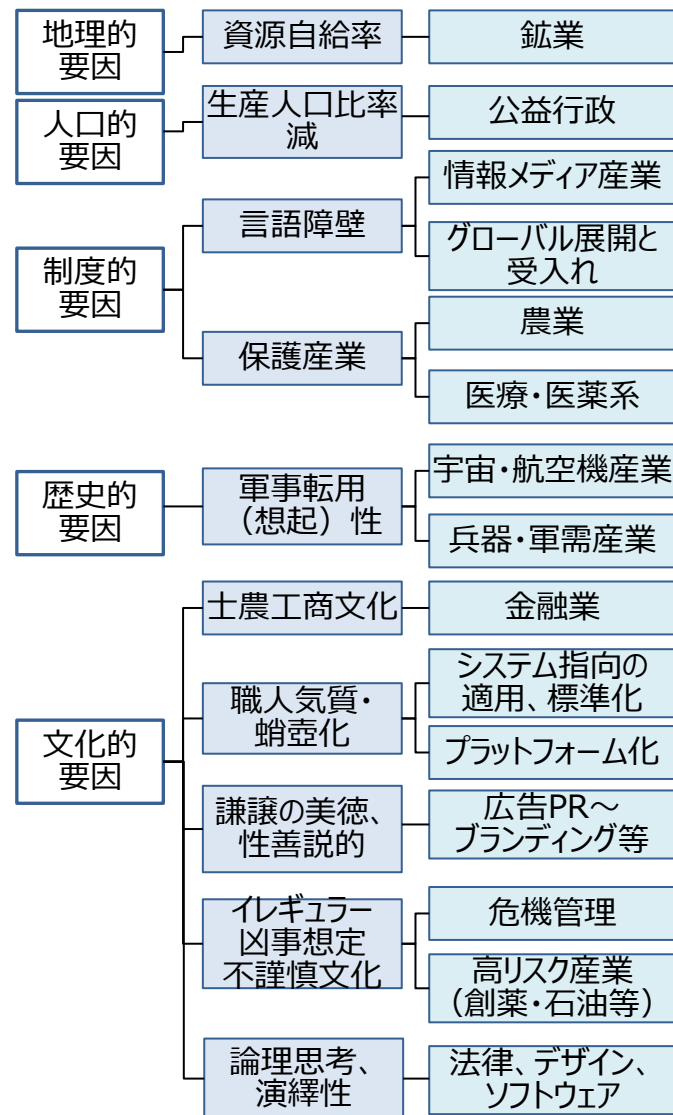 地理的
要因
資源自給率
鉱業
人口的
要因
生産人口比率
減
公益行政
制度的
要因
言語障壁
情報メディア産業
グローバル展開と
受入れ
保護産業
農業
医療・医薬系
歴史的
要因
軍事転用
（想起）性
宇宙・航空機産業
兵器・軍需産業
文化的
要因
士農工商文化
金融業
職人気質・
蛸壺化
システム指向の
適用、標準化
プラットフォーム化
謙譲の美徳、
性善説的
広告PR～
ブランディング等
イレギュラー
凶事想定
不謹慎文化
危機管理
高リスク産業
（創薬・石油等）
論理思考、
演繹性
法律、デザイン、
ソフトウェア